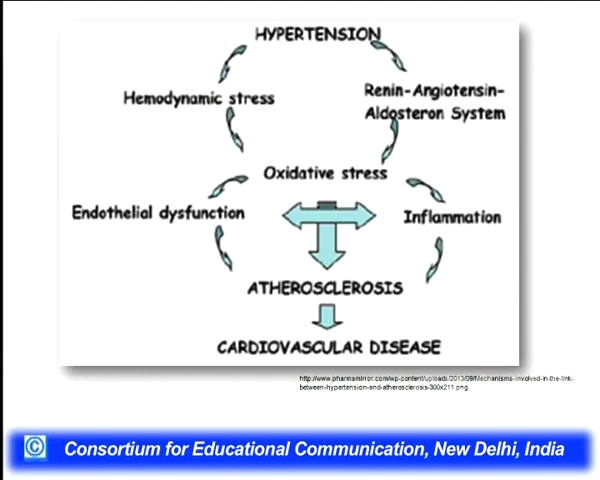 HYPERTENSION
Hemodynamic stress
Renin-Angiotensin-
Aldosteron System
Oxidative stress
Endothelial dysfunction
Inflammation
ATHEROSCLEROSIS
CARDIOVASCULAR DISEASE
http://www.pharmamirror.com/wp-content/uploads/2013/09/Mechanisms-involved-in-the-link-
between-hypertension-and-atherosclerosis-300x211.png
© Consortium for Educational Communication, New Delhi, India